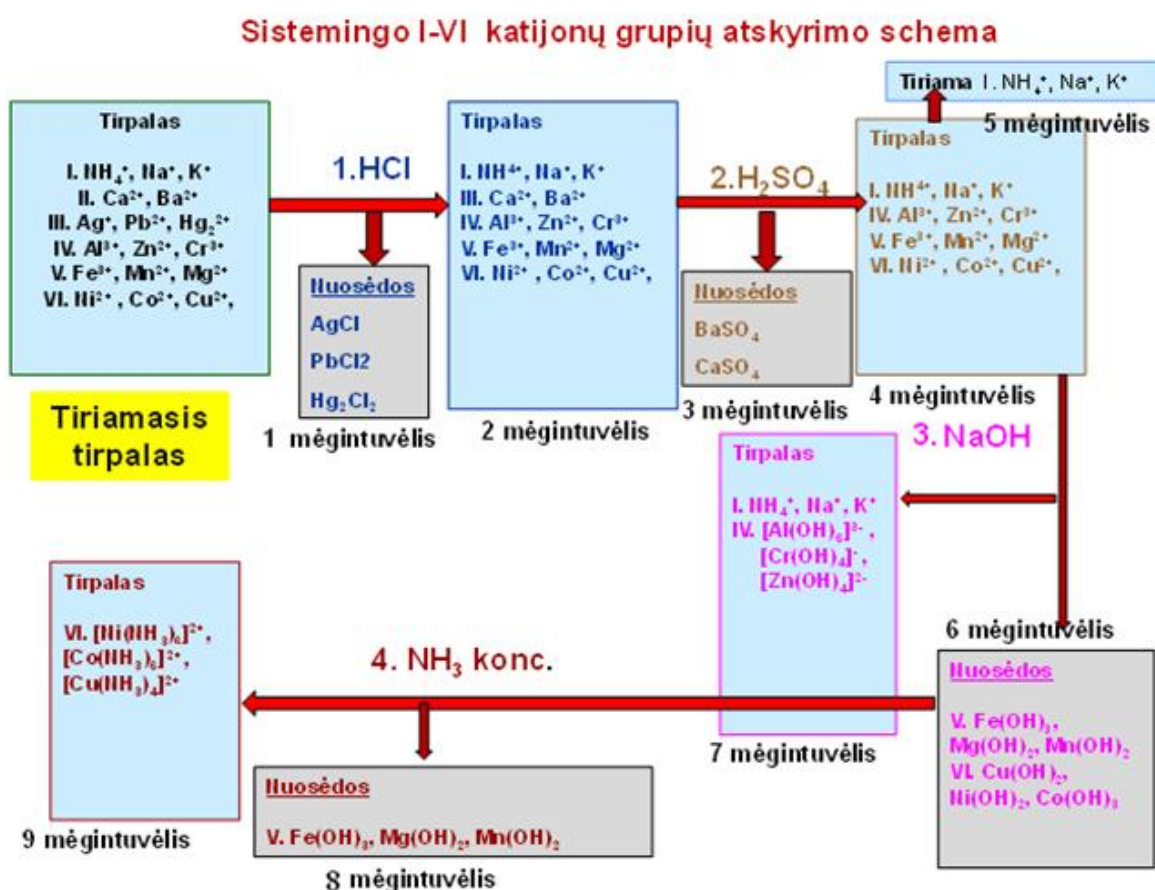 Sistemingo I-VI katijonų grupių atskyrimo schema
Tiriama I. NH₄⁺, Na⁺, K⁺
5 mėgintuvėlis
Tirpalas
I. NH₄⁺, Na⁺, K⁺
II. Ca²⁺, Ba²⁺
III. Ag⁺, Pb²⁺, Hg₂²⁺
IV. Al³⁺, Zn²⁺, Cr³⁺
V. Fe³⁺, Mn²⁺, Mg²⁺
VI. Ni²⁺ , Co²⁺, Cu²⁺,
Tiriamasis
tirpalas
1.HCl
Nuosėdos
AgCl
PbCl2
Hg₂Cl₂
1 mėgintuvėlis
Tirpalas
I. NH⁴⁺, Na⁺, K⁺
III. Ca²⁺, Ba²⁺
IV. Al³⁺, Zn²⁺, Cr³⁺
V. Fe³⁺, Mn²⁺, Mg²⁺
VI. Ni²⁺ , Co²⁺, Cu²⁺,
2 mėgintuvėlis
2.H₂SO₄
Nuosėdos
BaSO₄
CaSO₄
3 mėgintuvėlis
Tirpalas
I. NH⁴⁺, Na⁺, K⁺
IV. Al³⁺, Zn²⁺, Cr³⁺
V. Fe³⁺, Mn²⁺, Mg²⁺
VI. Ni²⁺ , Co²⁺, Cu²⁺,
4 mėgintuvėlis
3.NaOH
Tirpalas
I. NH₄⁺, Na⁺, K⁺
IV. [Al(OH)₆]³⁻ ,
[Cr(OH)₄]⁻,
[Zn(OH)₄]²⁻
7 mėgintuvėlis
6 mėgintuvėlis
Nuosėdos
V. Fe(OH)₃,
Mg(OH)₂, Mn(OH)₂
VI. Cu(OH)₂,
Ni(OH)₂, Co(OH)₃
4. NH₃ konc.
Nuosėdos
V. Fe(OH)₃, Mg(OH)₂, Mn(OH)₂
8 mėgintuvėlis
Tirpalas
VI. [Ni(NH₃)₆]²⁺,
[Co(NH₃)₆]²⁺,
[Cu(NH₃)₄]²⁺
9 mėgintuvėlis